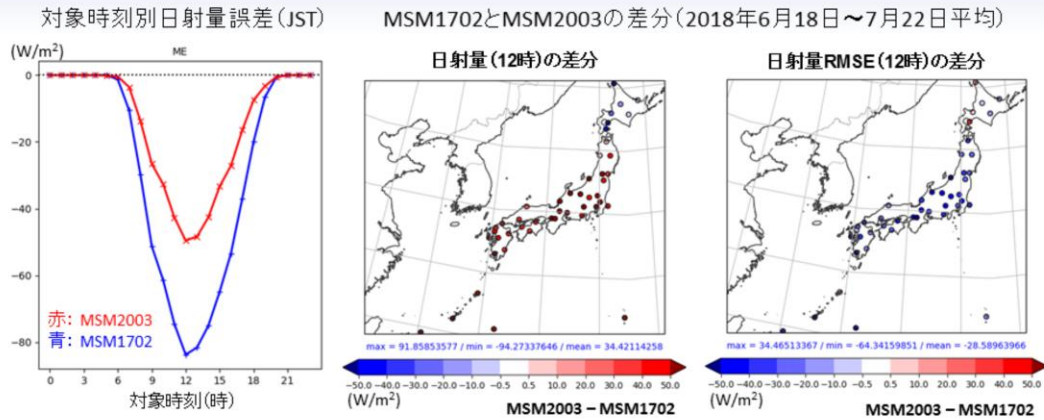 対象時刻別日射量誤差(JST)
MSM1702とMSM2003の差分(2018年6月18日～7月22日平均)
(W/m²)
ME
0
−20
−40
−60
−80
赤: MSM2003
青: MSM1702
0 3 6 9 12 15 18 21
対象時刻(時)
日射量(12時)の差分
max = 91.85853577 / min = -94.27337646 / mean = 34.42114258
−50.0 −40.0 −30.0 −20.0 −10.0 −0.5 0.5 10.0 20.0 30.0 40.0 50.0
(W/m²)
MSM2003 – MSM1702
日射量RMSE(12時)の差分
max = 34.46513367 / min = -64.34159851 / mean = -28.58963966
−50.0 −40.0 −30.0 −20.0 −10.0 −0.5 0.5 10.0 20.0 30.0 40.0 50.0
(W/m²)
MSM2003 – MSM1702